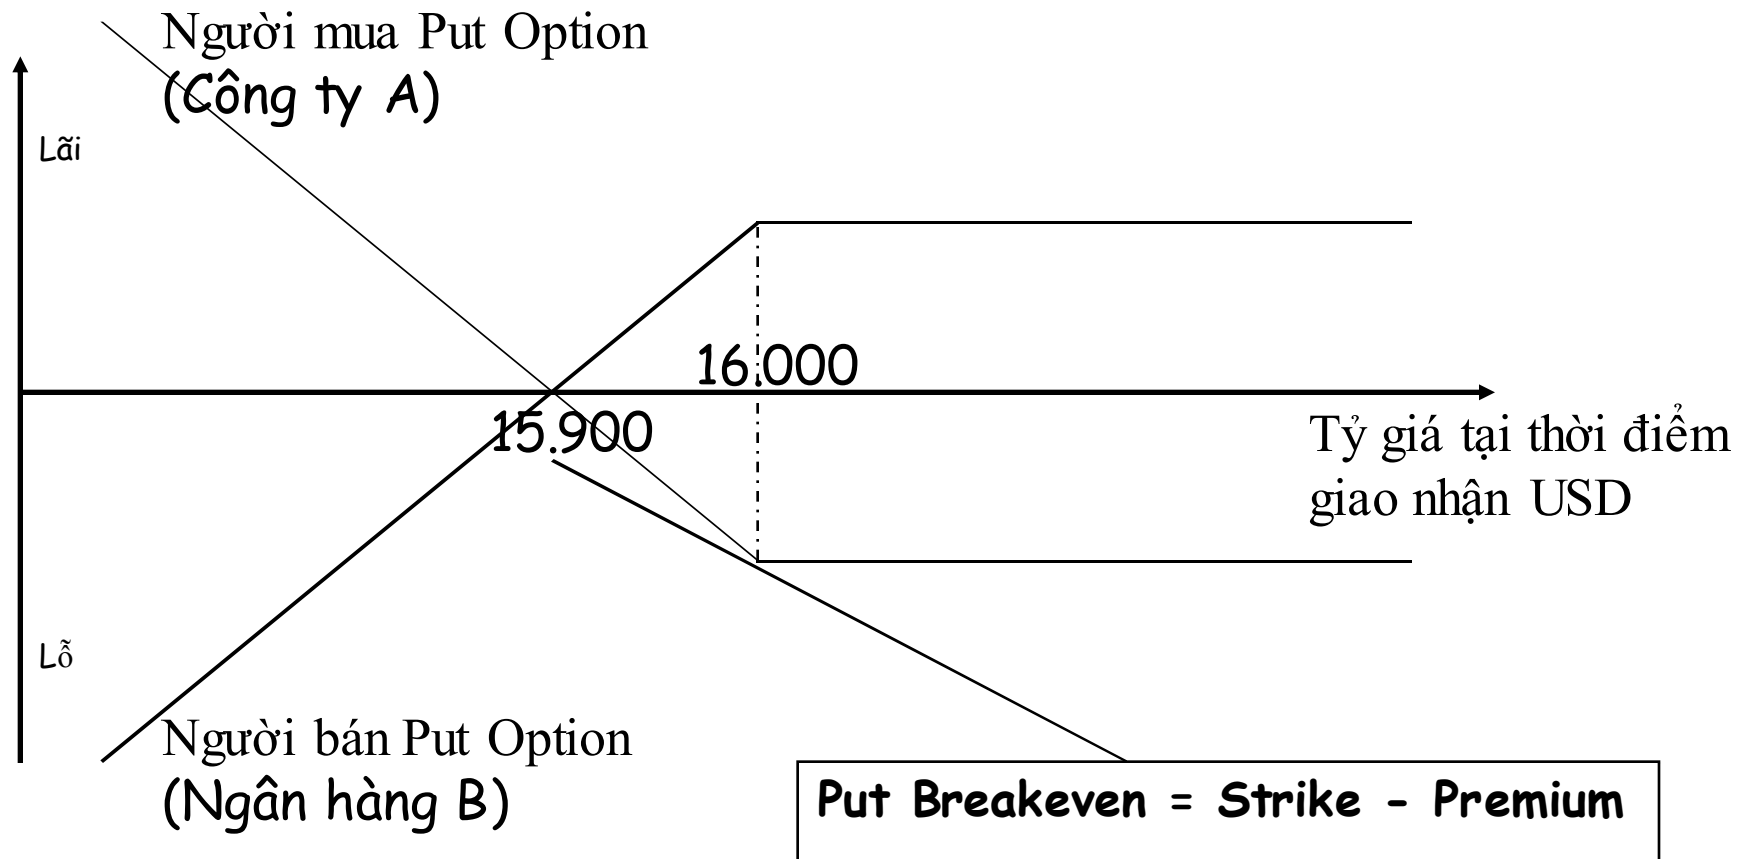 Người mua Put Option
(Công ty A)
Lãi
16.000
15.900
Tỷ giá tại thời điểm
giao nhận USD
Lỗ
Người bán Put Option
(Ngân hàng B)
Put Breakeven = Strike - Premium